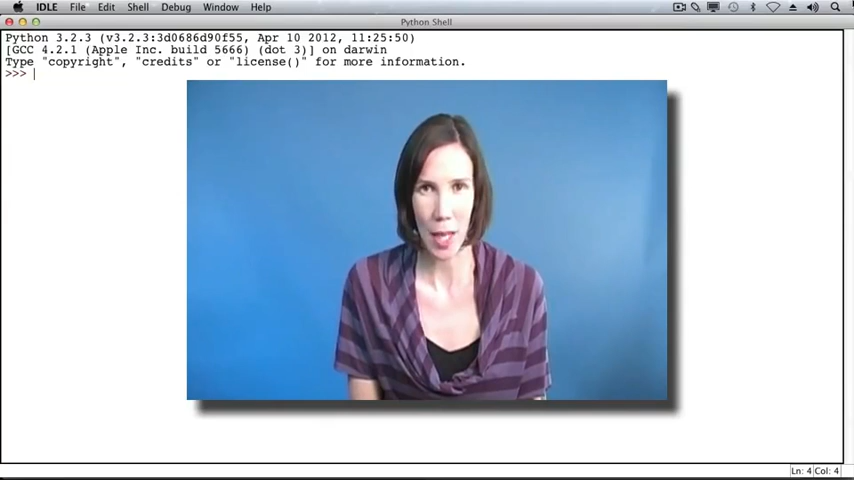 IDLE File Edit Shell Debug Window Help
Python Shell
Python 3.2.3 (v3.2.3:3d0686d90f55, Apr 10 2012, 11:25:50)
[GCC 4.2.1 (Apple Inc. build 5666) (dot 3)] on darwin
Type "copyright", "credits" or "license()" for more information.
>>>
Ln: 4 Col: 4